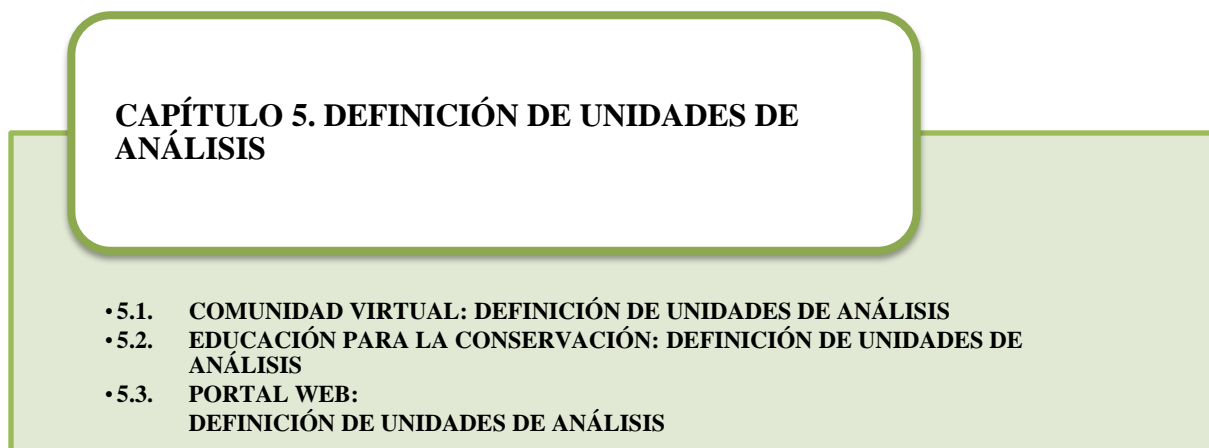 CAPÍTULO 5. DEFINICIÓN DE UNIDADES DE
ANÁLISIS
•5.1. COMUNIDAD VIRTUAL: DEFINICIÓN DE UNIDADES DE ANÁLISIS
•5.2. EDUCACIÓN PARA LA CONSERVACIÓN: DEFINICIÓN DE UNIDADES DE
ANÁLISIS
•5.3. PORTAL WEB:
DEFINICIÓN DE UNIDADES DE ANÁLISIS